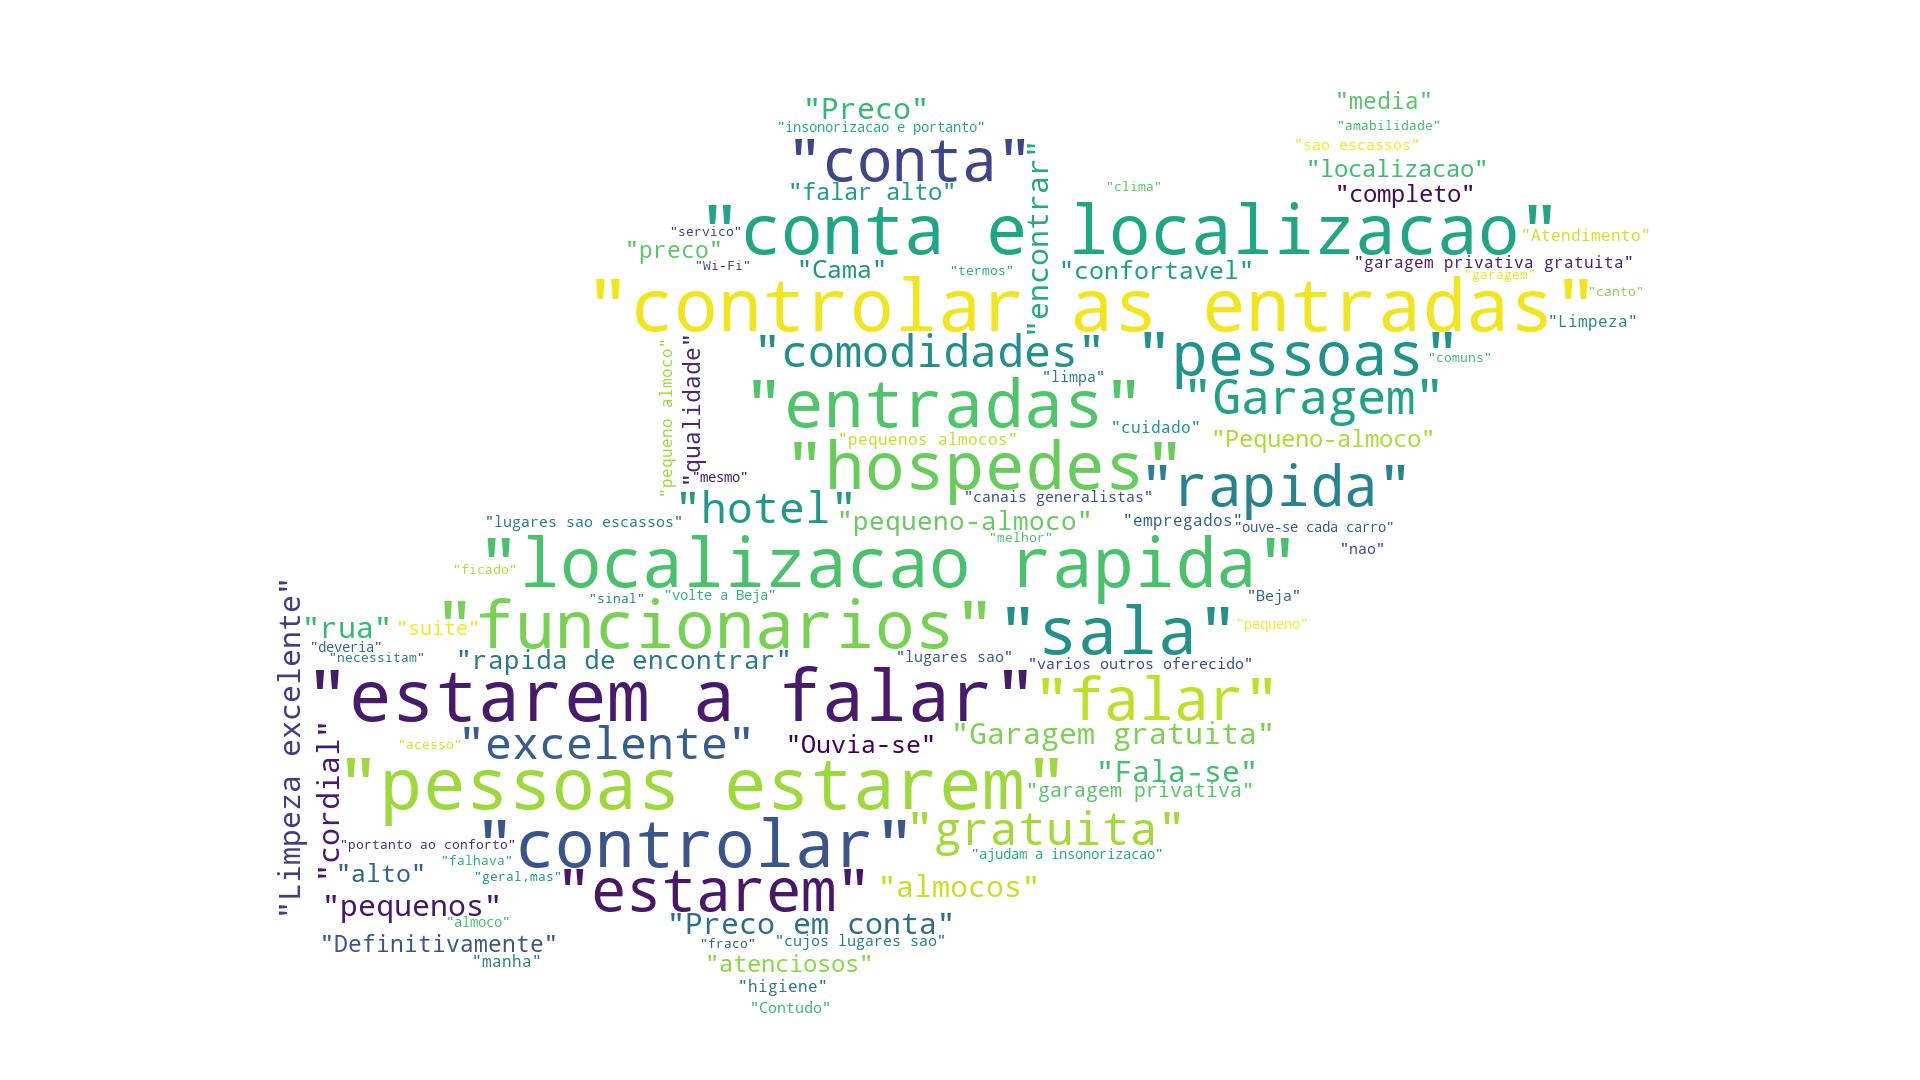 "Preco"
"media"
"insonorizacao e portanto"
"amabilidade"
"conta"
"sao escassos"
"encontrar"
"localizacao"
"falar alto"
"clima"
"completo"
"conta e localizacao"
"servico"
"Atendimento"
"preco"
"Wi-Fi"
"Cama"
"termos"
"confortavel"
"garagem privativa gratuita"
"garagem"
"controlar as entradas"
"canto"
"Limpeza"
"comodidades"
"pessoas"
"comuns"
"pequeno almoco"
"qualidade"
"limpa"
"entradas"
"Garagem"
"cuidado"
"pequenos almocos"
"Pequeno-almoco"
"hospedes"
"mesmo"
"rapida"
"canais generalistas"
"hotel"
"lugares sao escassos"
"pequeno-almoco"
"empregados"
"ouve-se cada carro"
"melhor"
"nao"
"localizacao rapida"
"ficado"
"sinal"
"volte a Beja"
"Beja"
"Limpeza excelente"
"rua"
"suite"
"funcionarios"
"sala"
"pequeno"
"deveria"
"necessitam"
"rapida de encontrar"
"lugares sao"
"varios outros oferecido"
"estarem a falar"
"falar"
"cordial"
"acesso"
"excelente"
"Ouvia-se"
"Garagem gratuita"
"Fala-se"
"pessoas estarem"
"garagem privativa"
"gratuita"
"portanto ao conforto"
"controlar"
"ajudam a insonorizacao"
"falhava"
"alto"
"geral,mas"
"estarem"
"almocos"
"pequenos"
"almoco"
"Preco em conta"
"Definitivamente"
"fraco"
"cujos lugares sao"
"manha"
"atenciosos"
"higiene"
"Contudo"